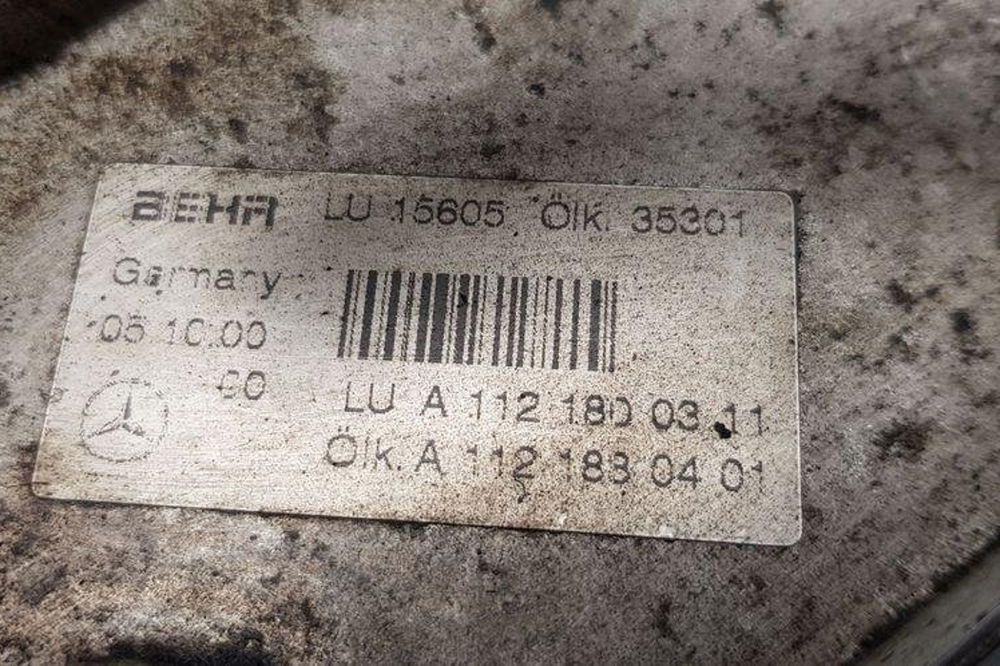 BEHR LU 15605 Ölk. 35301
Germany
05.10.00
00
LU A 112 180 03 11
Ölk. A 112 188 04 01